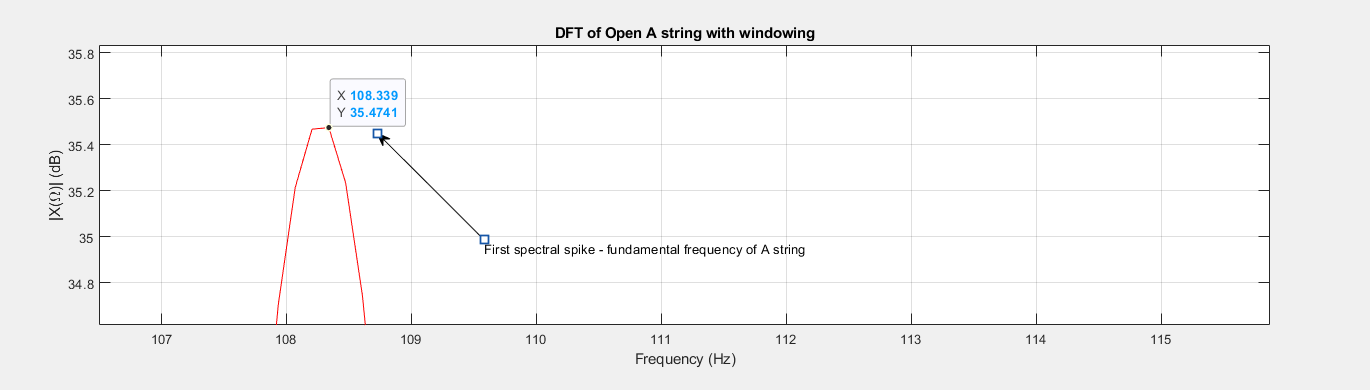 DFT of Open A string with windowing
35.8
35.6
35.4
35.2
35
34.8
|X(Ω)| (dB)
X 108.339
Y 35.4741
First spectral spike - fundamental frequency of A string
107 108 109 110 111 112 113 114 115
Frequency (Hz)